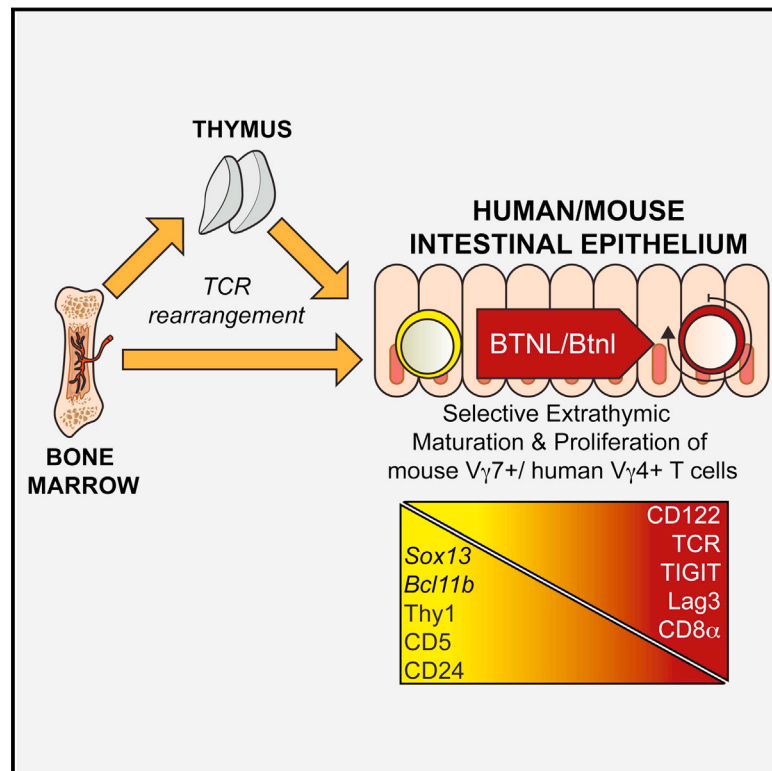 THYMUS
TCR
rearrangement
BONE
MARROW
HUMAN/MOUSE
INTESTINAL EPITHELIUM
BTNL/Btnl
Selective Extrathymic
Maturation & Proliferation of
mouse Vγ7+/ human Vγ4+ T cells
Sox13
Bcl11b
Thy1
CD5
CD24
CD122
TCR
TIGIT
Lag3
CD8α